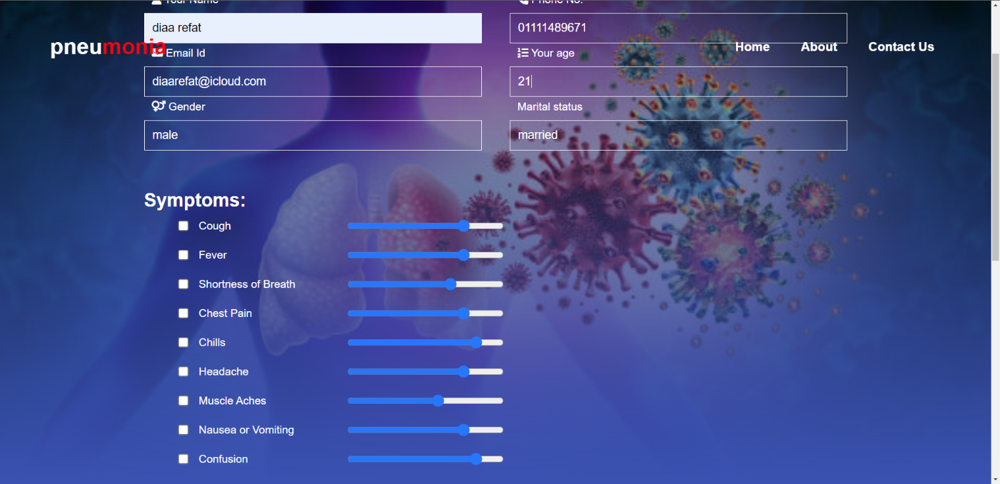 Your Name
Phone No.
diaa refat
01111489671
pneumonia
Home
About
Contact Us
Email Id
Your age
diaarefat@icloud.com
21
Gender
Marital status
male
married
Symptoms:
Cough
Fever
Shortness of Breath
Chest Pain
Chills
Headache
Muscle Aches
Nausea or Vomiting
Confusion